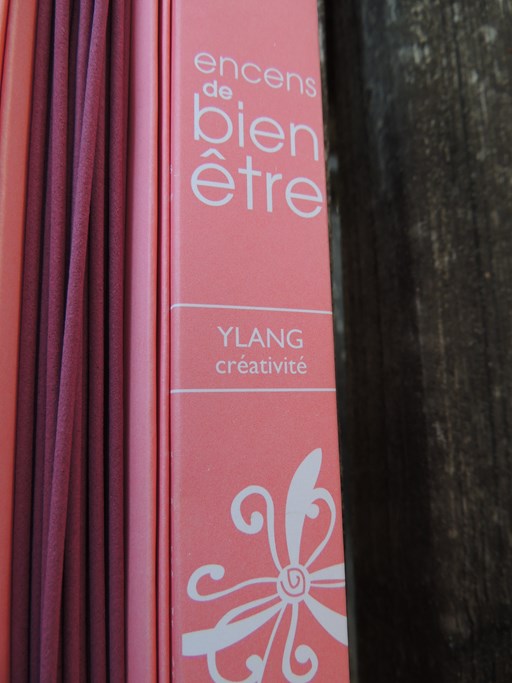 encens
de
bien
être
YLANG
créativité